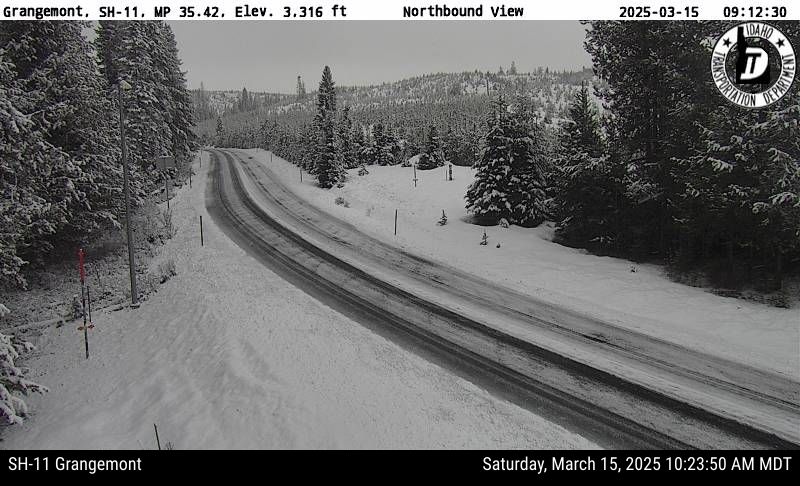 Grangemont, SH-11, MP 35.42, Elev. 3,316 ft Northbound View 2025-03-15 09:12:30
IDAHO
TRANSPORTATION DEPARTMENT
SH-11 Grangemont Saturday, March 15, 2025 10:23:50 AM MDT